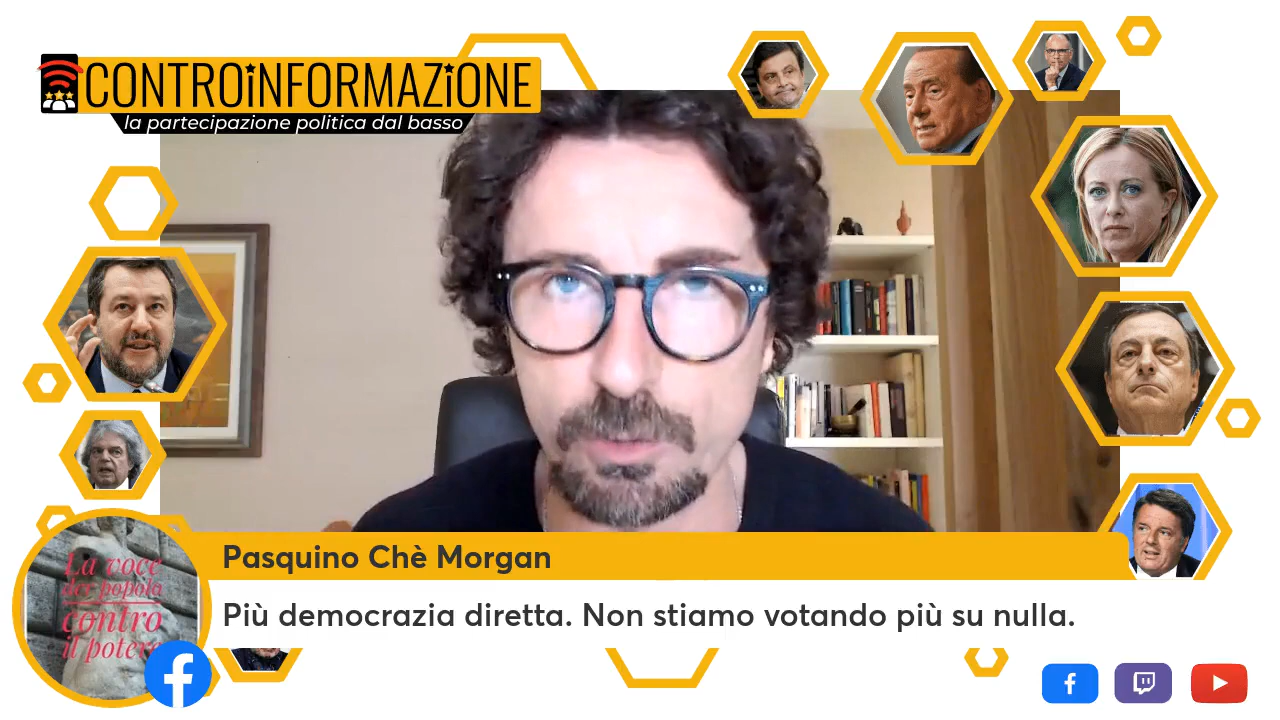 CONTROiNFORMAZiONE
la partecipazione politica dal basso
Pasquino Chè Morgan
La voce
del popolo
contro
il potere
Più democrazia diretta. Non stiamo votando più su nulla.